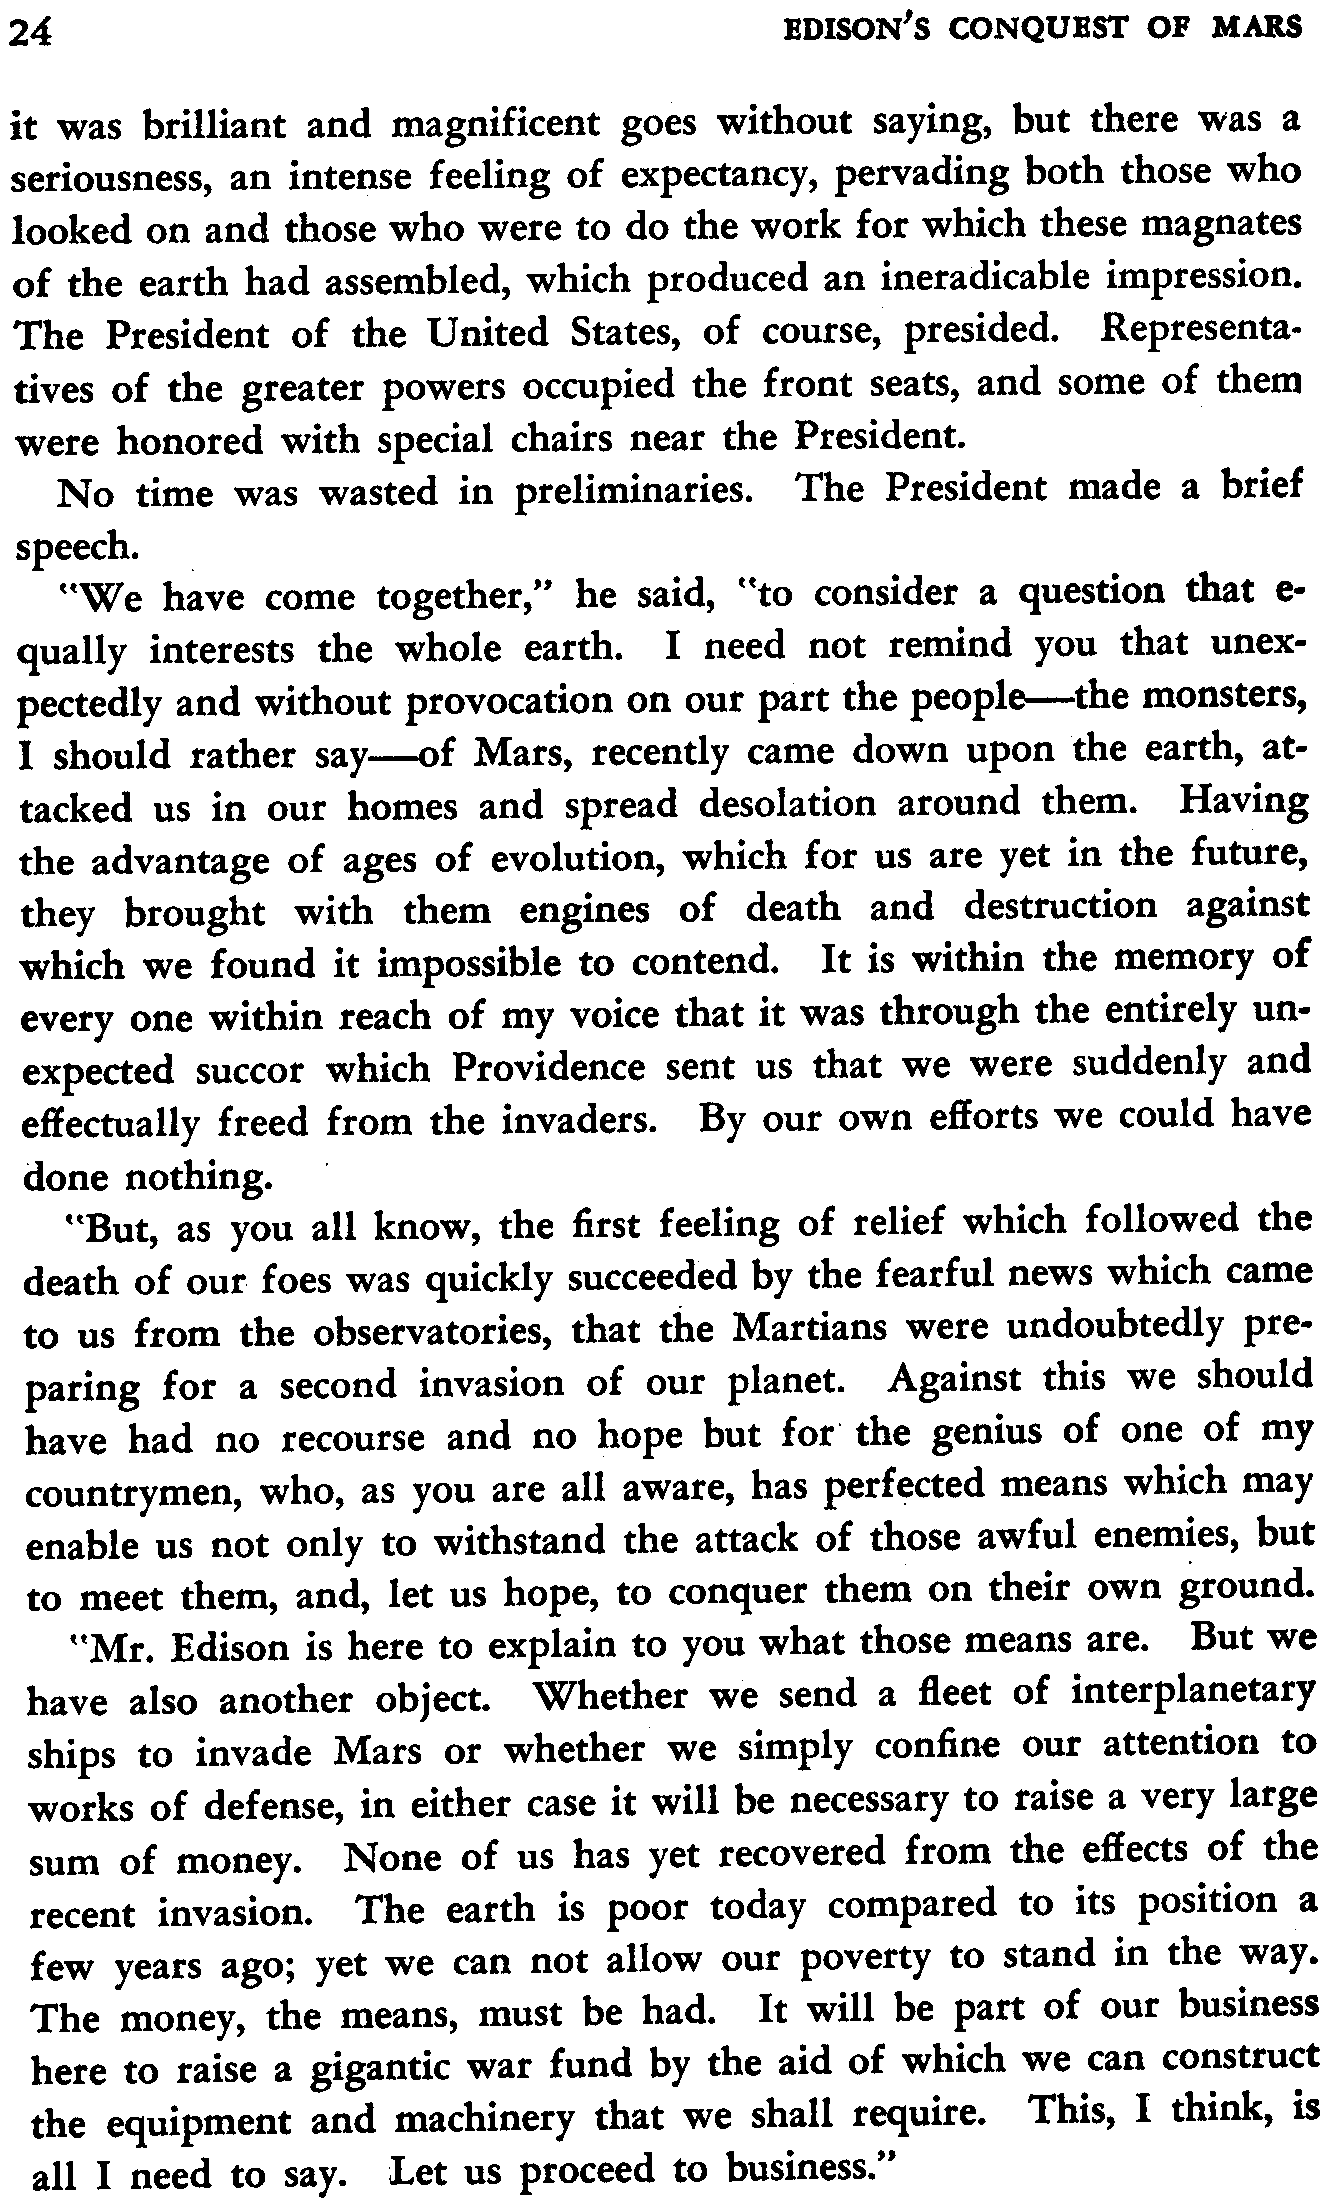 24 EDISON'S CONQUEST OF MARS
it was brilliant and magnificent goes without saying, but there was a
seriousness, an intense feeling of expectancy, pervading both those who
looked on and those who were to do the work for which these magnates
of the earth had assembled, which produced an ineradicable impression.
The President of the United States, of course, presided. Representa-
tives of the greater powers occupied the front seats, and some of them
were honored with special chairs near the President.
No time was wasted in preliminaries. The President made a brief
speech.
"We have come together," he said, "to consider a question that e-
qually interests the whole earth. I need not remind you that unex-
pectedly and without provocation on our part the people—the monsters,
I should rather say—of Mars, recently came down upon the earth, at-
tacked us in our homes and spread desolation around them. Having
the advantage of ages of evolution, which for us are yet in the future,
they brought with them engines of death and destruction against
which we found it impossible to contend. It is within the memory of
every one within reach of my voice that it was through the entirely un-
expected succor which Providence sent us that we were suddenly and
effectually freed from the invaders. By our own efforts we could have
done nothing.
"But, as you all know, the first feeling of relief which followed the
death of our foes was quickly succeeded by the fearful news which came
to us from the observatories, that the Martians were undoubtedly pre-
paring for a second invasion of our planet. Against this we should
have had no recourse and no hope but for the genius of one of my
countrymen, who, as you are all aware, has perfected means which may
enable us not only to withstand the attack of those awful enemies, but
to meet them, and, let us hope, to conquer them on their own ground.
"Mr. Edison is here to explain to you what those means are. But we
have also another object. Whether we send a fleet of interplanetary
ships to invade Mars or whether we simply confine our attention to
works of defense, in either case it will be necessary to raise a very large
sum of money. None of us has yet recovered from the effects of the
recent invasion. The earth is poor today compared to its position a
few years ago; yet we can not allow our poverty to stand in the way.
The money, the means, must be had. It will be part of our business
here to raise a gigantic war fund by the aid of which we can construct
the equipment and machinery that we shall require. This, I think, is
all I need to say. Let us proceed to business."